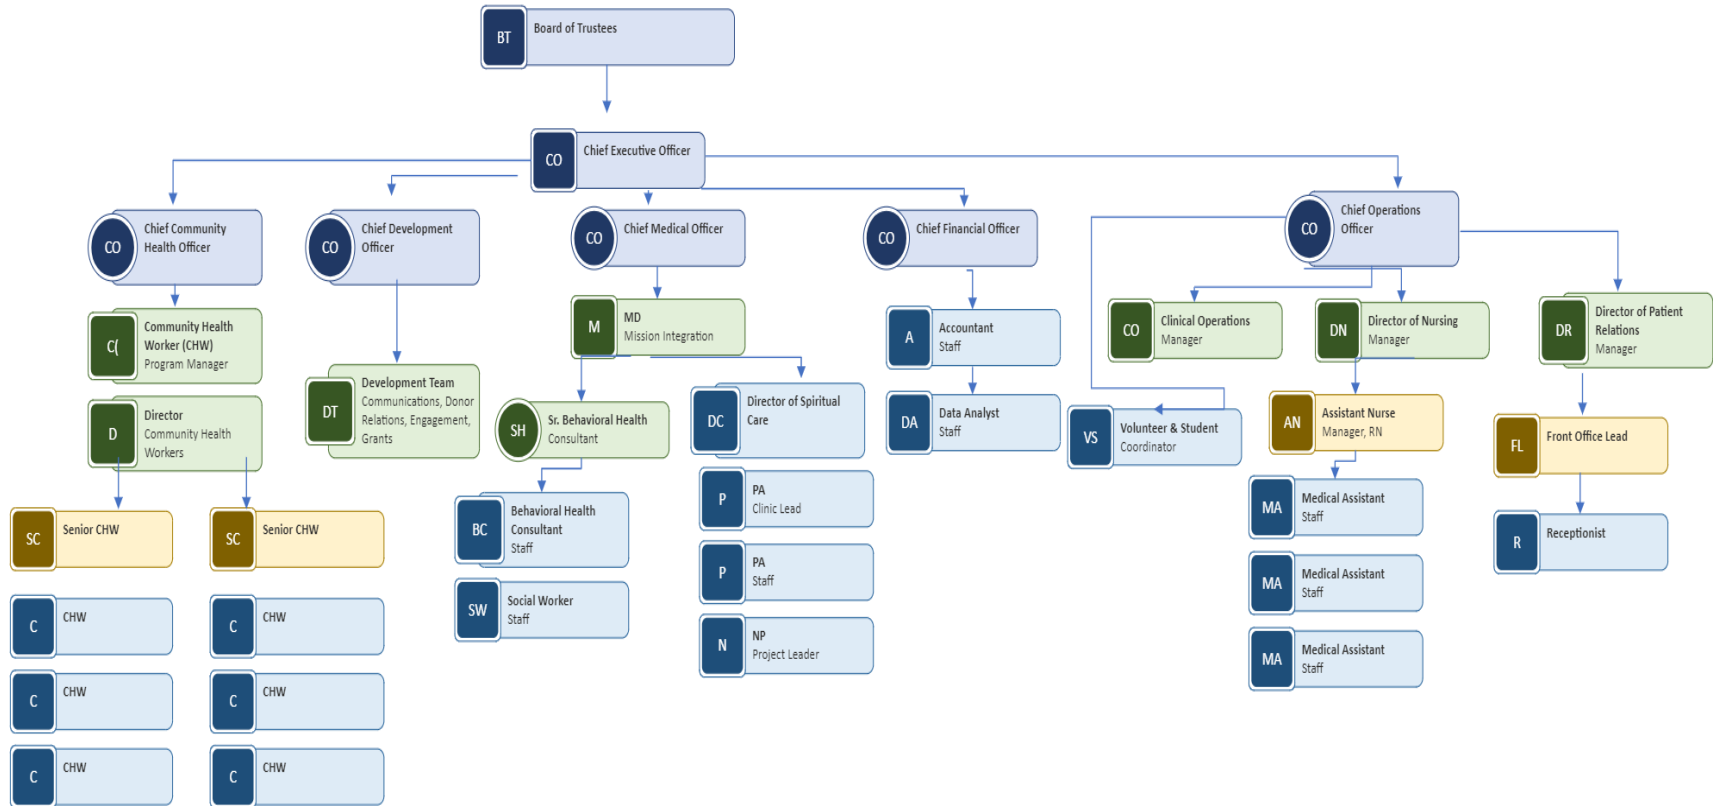 BT
Board of Trustees
CO
Chief Executive Officer
CO
Chief Community
Health Officer
CO
Chief Development
Officer
CO
Chief Medical Officer
CO
Chief Financial Officer
CO
Chief Operations
Officer
C(
Community Health
Worker (CHW)
Program Manager
D
Director
Community Health
Workers
SC
Senior CHW
SC
Senior CHW
C
CHW
C
CHW
C
CHW
C
CHW
C
CHW
C
CHW
DT
Development Team
Communications, Donor
Relations, Engagement,
Grants
M
MD
Mission Integration
SH
Sr. Behavioral Health
Consultant
BC
Behavioral Health
Consultant
Staff
SW
Social Worker
Staff
DC
Director of Spiritual
Care
P
PA
Clinic Lead
P
PA
Staff
N
NP
Project Leader
A
Accountant
Staff
DA
Data Analyst
Staff
VS
Volunteer & Student
Coordinator
CO
Clinical Operations
Manager
DN
Director of Nursing
Manager
AN
Assistant Nurse
Manager, RN
MA
Medical Assistant
Staff
MA
Medical Assistant
Staff
MA
Medical Assistant
Staff
DR
Director of Patient
Relations
Manager
FL
Front Office Lead
R
Receptionist